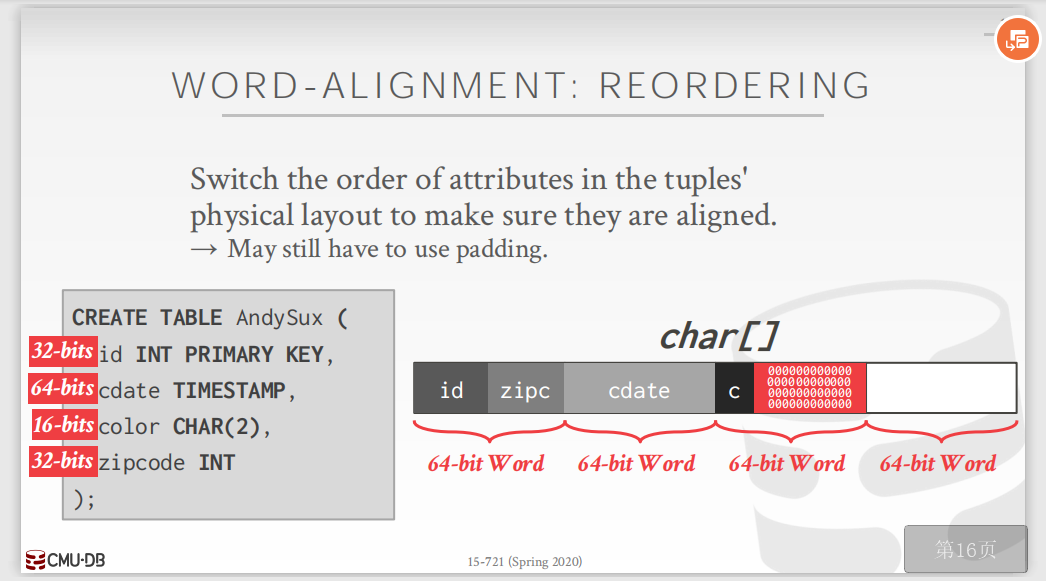 WORD-ALIGNMENT: REORDERING
Switch the order of attributes in the tuples'
physical layout to make sure they are aligned.
→ May still have to use padding.
CREATE TABLE AndySux (
32-bits id INT PRIMARY KEY,
64-bits cdate TIMESTAMP,
16-bits color CHAR(2),
32-bits zipcode INT
);
char[]
id zipc cdate c
000000000000
000000000000
000000000000
000000000000
64-bit Word 64-bit Word 64-bit Word 64-bit Word
CMU·DB
15-721 (Spring 2020)
第16页